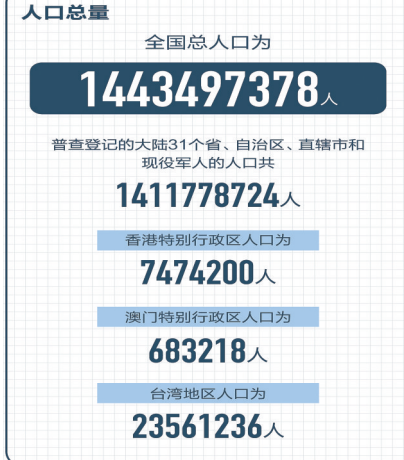 人口总量
全国总人口为
1443497378人
普查登记的大陆31个省、自治区、直辖市和
现役军人的人口共
1411778724人
香港特别行政区人口为
7474200人
澳门特别行政区人口为
683218人
台湾地区人口为
23561236人